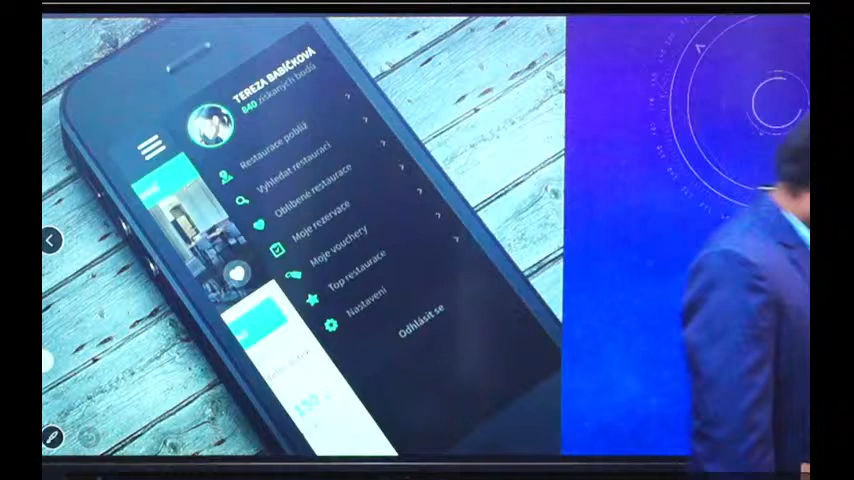 TEREZA BABÍČKOVÁ
840 získaných bodů
Restaurace poblíž
Vyhledat restauraci
Oblíbené restaurace
Moje rezervace
Moje vouchery
Top restaurace
Nastavení
Odhlásit se